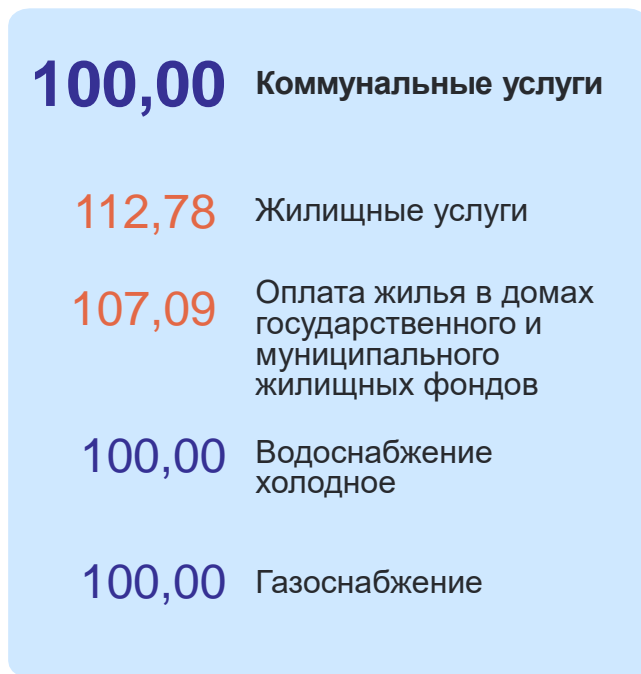 100,00 Коммунальные услуги
112,78 Жилищные услуги
107,09 Оплата жилья в домах
государственного и
муниципального
жилищных фондов
100,00 Водоснабжение
холодное
100,00 Газоснабжение